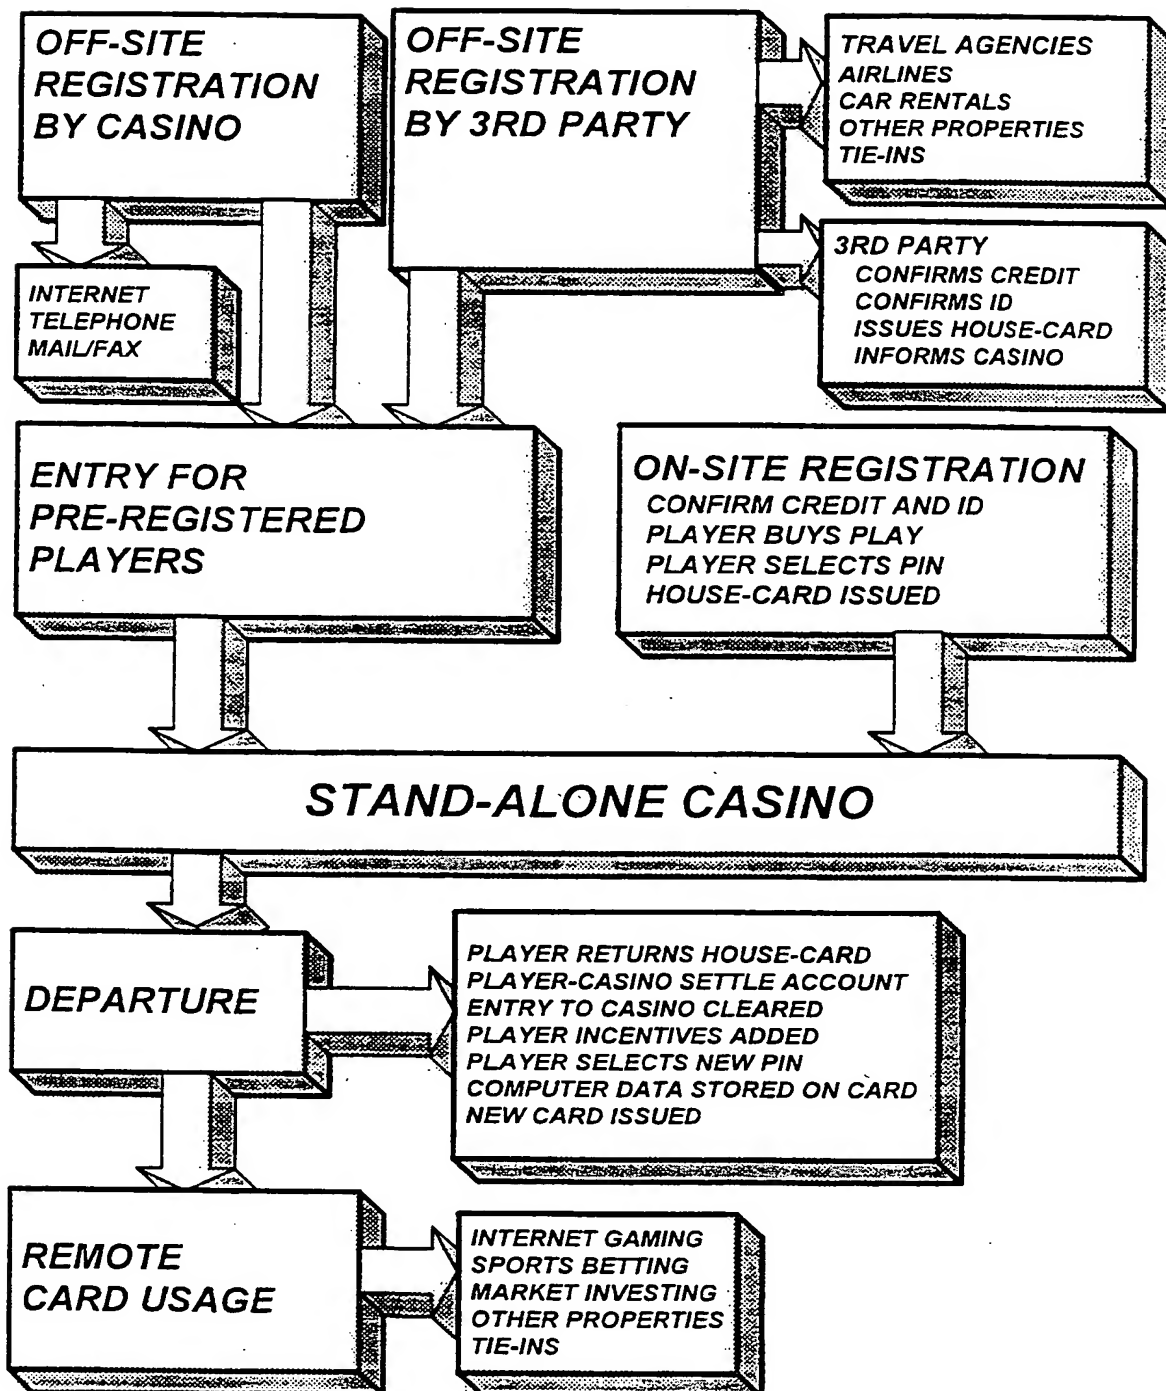 OFF-SITE
REGISTRATION
BY CASINO
OFF-SITE
REGISTRATION
BY 3RD PARTY
TRAVEL AGENCIES
AIRLINES
CAR RENTALS
OTHER PROPERTIES
TIE-INS
3RD PARTY
CONFIRMS CREDIT
CONFIRMS ID
ISSUES HOUSE-CARD
INFORMS CASINO
INTERNET
TELEPHONE
MAIL/FAX
ENTRY FOR
PRE-REGISTERED
PLAYERS
ON-SITE REGISTRATION
CONFIRM CREDIT AND ID
PLAYER BUYS PLAY
PLAYER SELECTS PIN
HOUSE-CARD ISSUED
STAND-ALONE CASINO
DEPARTURE
PLAYER RETURNS HOUSE-CARD
PLAYER-CASINO SETTLE ACCOUNT
ENTRY TO CASINO CLEARED
PLAYER INCENTIVES ADDED
PLAYER SELECTS NEW PIN
COMPUTER DATA STORED ON CARD
NEW CARD ISSUED
REMOTE
CARD USAGE
INTERNET GAMING
SPORTS BETTING
MARKET INVESTING
OTHER PROPERTIES
TIE-INS